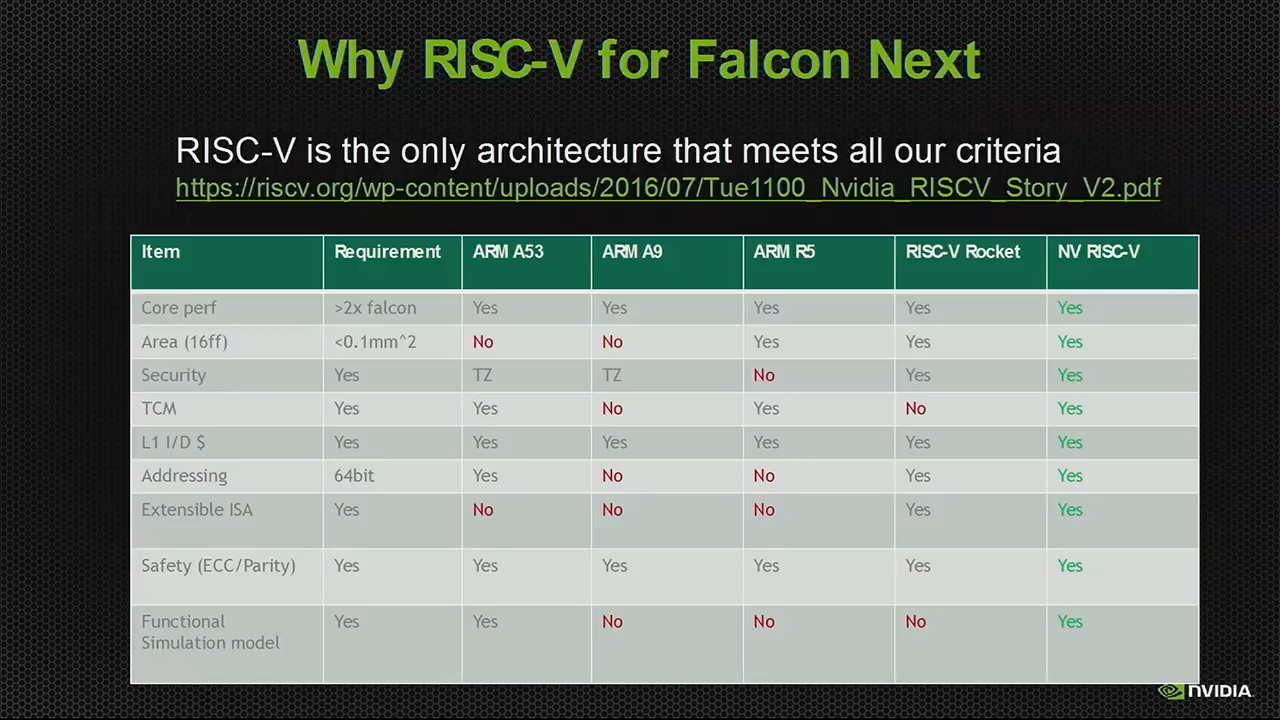 Why RISC-V for Falcon Next
RISC-V is the only architecture that meets all our criteria
https://riscv.org/wp-content/uploads/2016/07/Tue1100_Nvidia_RISCV_Story_V2.pdf
Item Requirement ARM A53 ARM A9 ARM R5 RISC-V Rocket NV RISC-V
Core perf >2x falcon Yes Yes Yes Yes Yes
Area (16ff) <0.1mm^2 No No Yes Yes Yes
Security Yes TZ TZ No Yes Yes
TCM Yes Yes No Yes No Yes
L1 I/D $ Yes Yes Yes Yes Yes Yes
Addressing 64bit Yes No No Yes Yes
Extensible ISA Yes No No No Yes Yes
Safety (ECC/Parity) Yes Yes Yes Yes Yes Yes
Functional Yes Yes No No No Yes
Simulation model
NVIDIA.